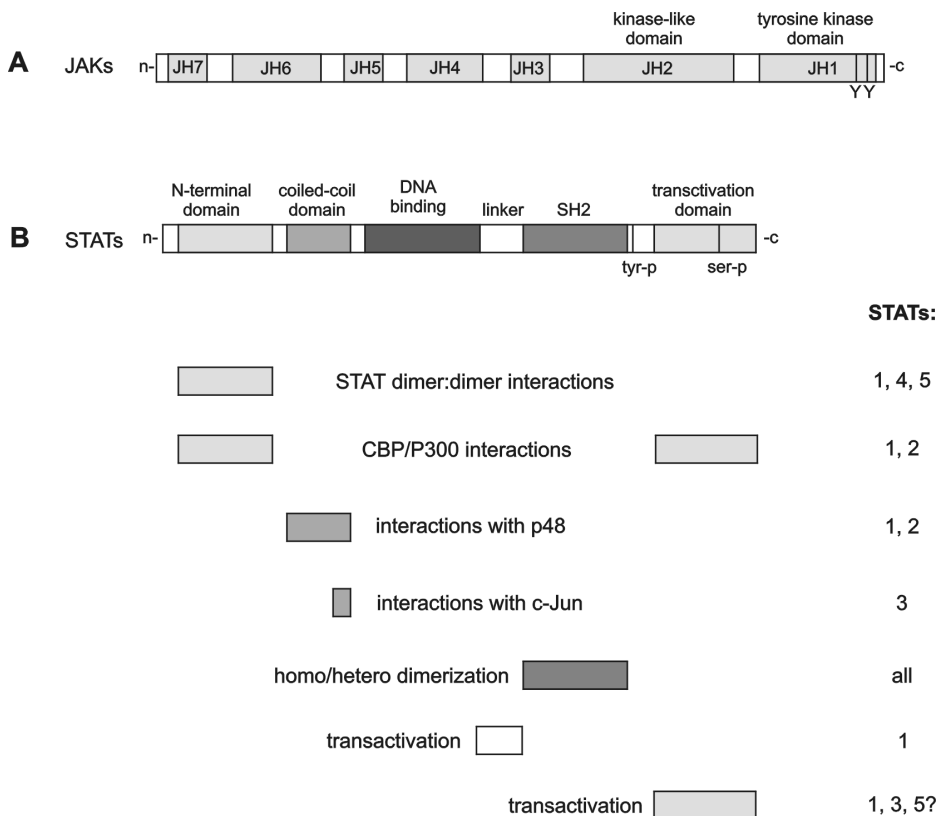 kinase-like
domain
tyrosine kinase
domain
A JAKs n- JH7 JH6 JH5 JH4 JH3 JH2 JH1 -c
Y Y
N-terminal
domain
coiled-coil
domain
DNA
binding
linker
SH2
transctivation
domain
B STATs n- -c
tyr-p ser-p
STATs:
STAT dimer:dimer interactions 1, 4, 5
CBP/P300 interactions 1, 2
interactions with p48 1, 2
interactions with c-Jun 3
homo/hetero dimerization all
transactivation 1
transactivation 1, 3, 5?